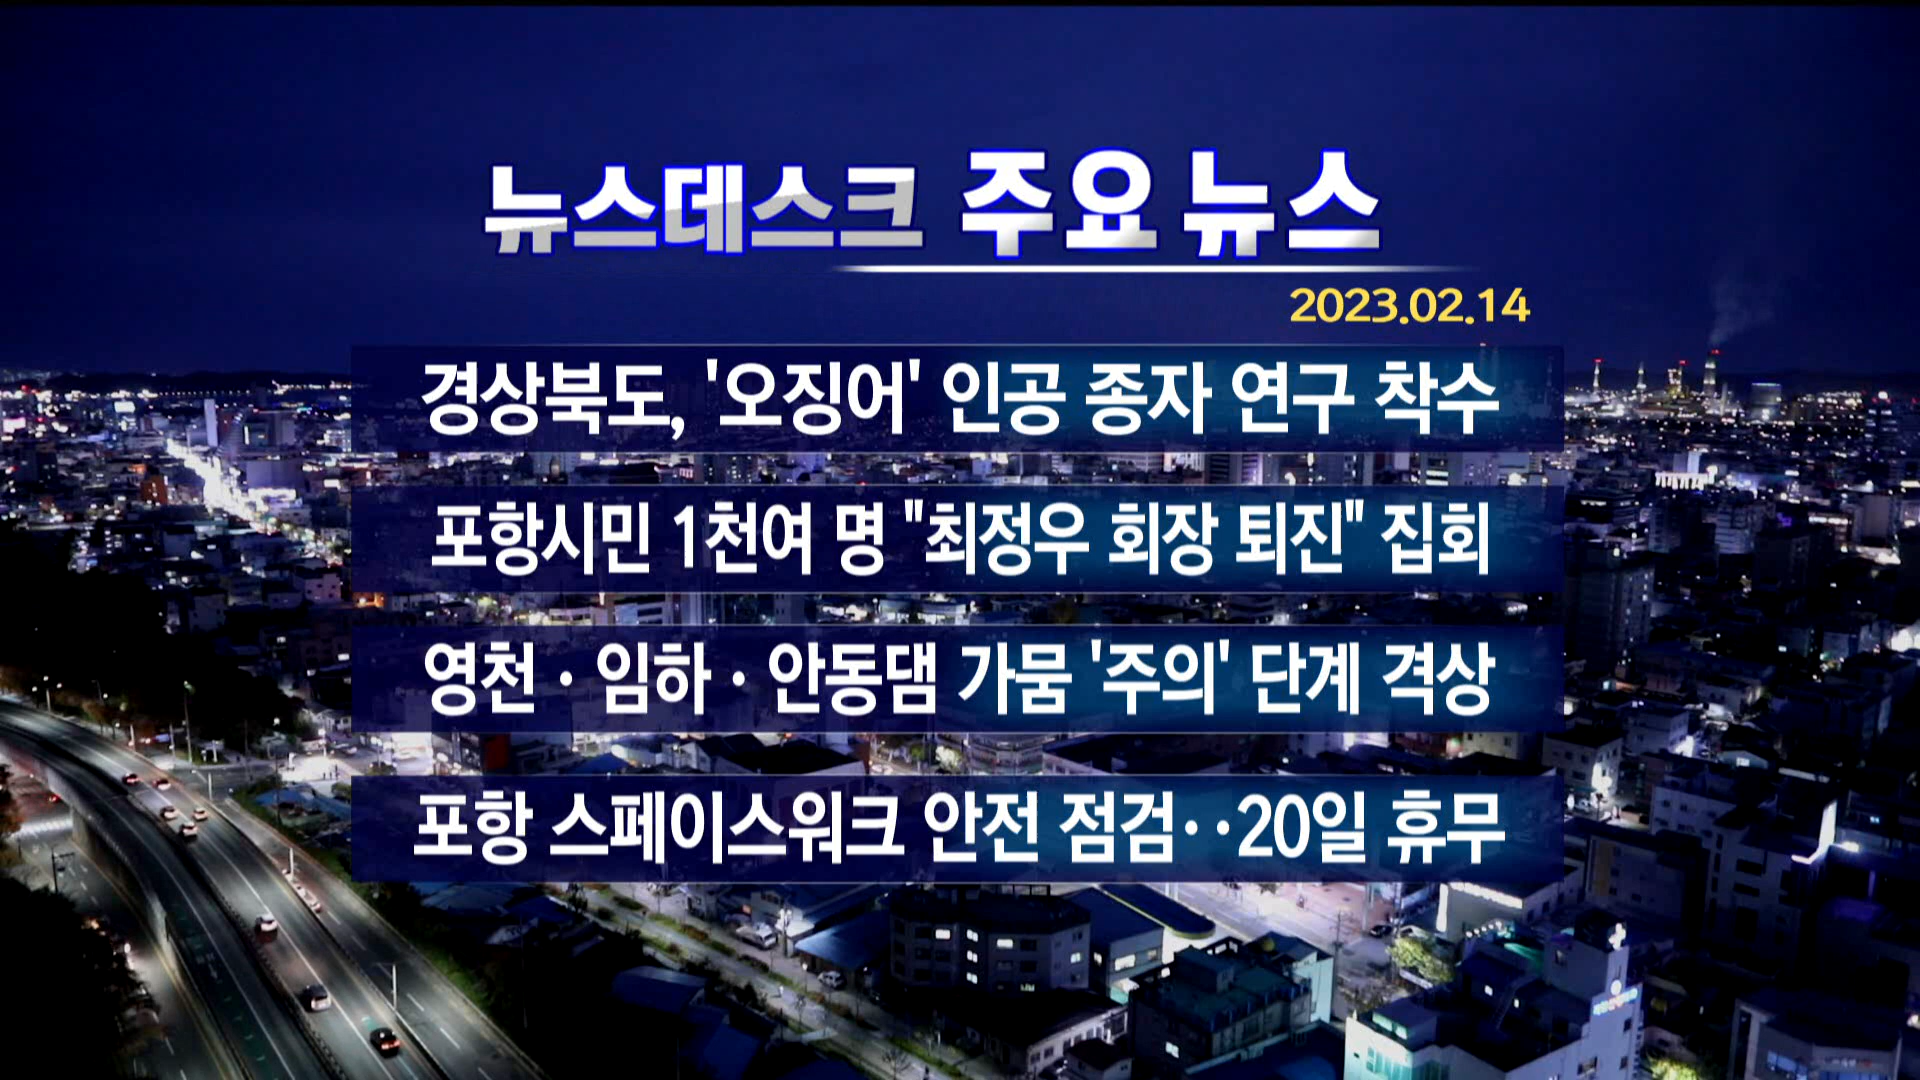 뉴스데스크 주요뉴스
2023.02.14
경상북도, '오징어' 인공 종자 연구 착수
포항시민 1천여 명 "최정우 회장 퇴진" 집회
영천·임하·안동댐 가뭄 '주의' 단계 격상
포항 스페이스워크 안전 점검··20일 휴무